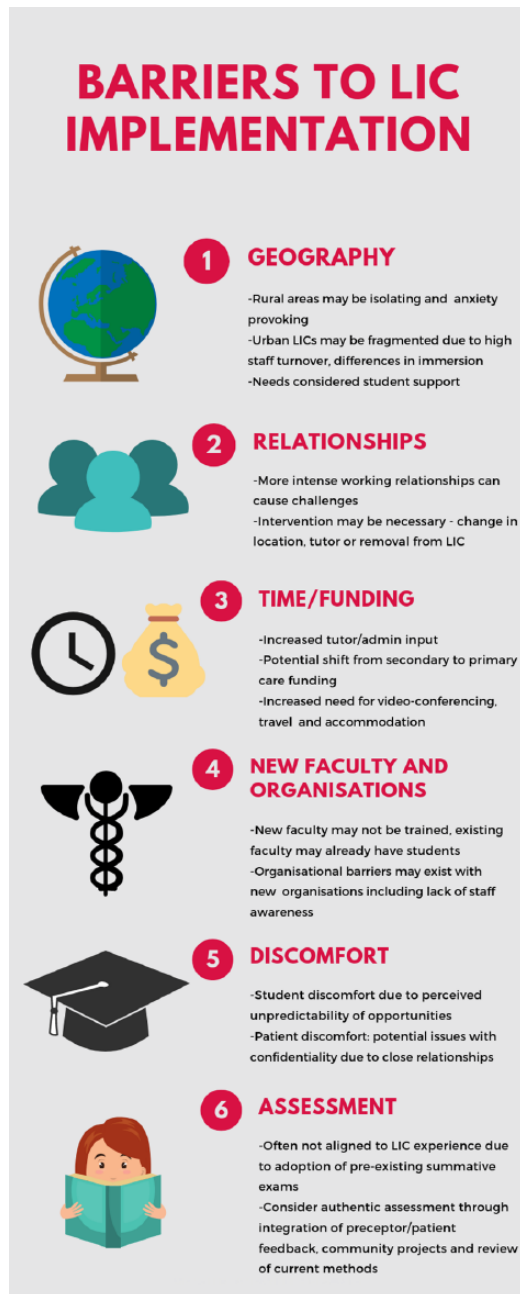 BARRIERS TO LIC
IMPLEMENTATION
1
GEOGRAPHY
-Rural areas may be isolating and anxiety
provoking
-Urban LICs may be fragmented due to high
staff turnover, differences in immersion
-Needs considered student support
2
RELATIONSHIPS
-More intense working relationships can
cause challenges
-Intervention may be necessary - change in
location, tutor or removal from LIC
3
TIME/FUNDING
-Increased tutor/admin input
-Potential shift from secondary to primary
care funding
-Increased need for video-conferencing,
travel and accommodation
$
4
NEW FACULTY AND
ORGANISATIONS
-New faculty may not be trained, existing
faculty may already have students
-Organisational barriers may exist with
new organisations including lack of staff
awareness
5
DISCOMFORT
-Student discomfort due to perceived
unpredictability of opportunities
-Patient discomfort: potential issues with
confidentiality due to close relationships
6
ASSESSMENT
-Often not aligned to LIC experience due
to adoption of pre-existing summative
exams
-Consider authentic assessment through
integration of preceptor/patient
feedback, community projects and review
of current methods